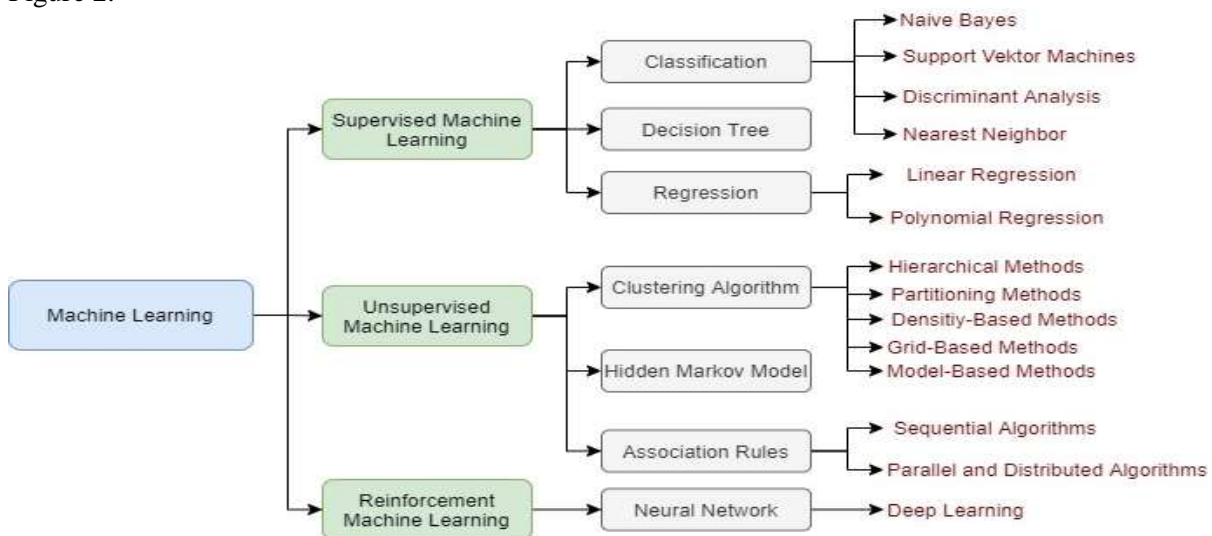 Figure 2.
Naive Bayes
Classification
Support Vektor Machines
Discriminant Analysis
Supervised Machine
Learning
Decision Tree
Nearest Neighbor
Regression
Linear Regression
Polynomial Regression
Machine Learning
Unsupervised
Machine Learning
Clustering Algorithm
Hierarchical Methods
Partitioning Methods
Densitiy-Based Methods
Grid-Based Methods
Model-Based Methods
Hidden Markov Model
Association Rules
Sequential Algorithms
Parallel and Distributed Algorithms
Reinforcement
Machine Learning
Neural Network
Deep Learning